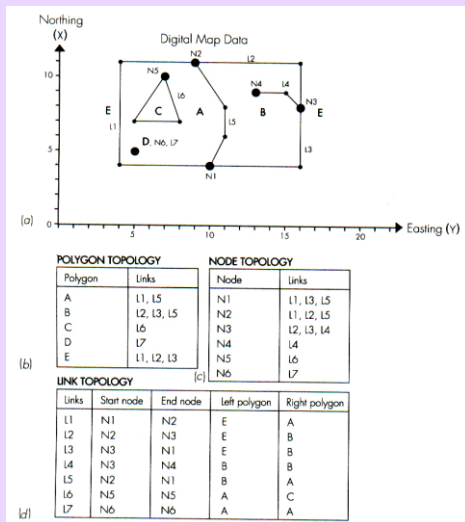 Northing
(X)
Digital Map Data
N2
L2
10
N5
N4
L4
L6
N3
E
C
A
B
E
L1
L5
D, N6, L7
5
L3
N1
(a)
0
5
10
15
20
Easting (Y)
POLYGON TOPOLOGY
Polygon Links
A L1, L5
B L2, L3, L5
C L6
D L7
E L1, L2, L3
(b)
NODE TOPOLOGY
Node Links
N1 L1, L3, L5
N2 L1, L2, L5
N3 L2, L3, L4
N4 L4
N5 L6
N6 L7
(c)
LINK TOPOLOGY
Links Start node End node Left polygon Right polygon
L1 N1 N2 E A
L2 N2 N3 E B
L3 N3 N1 E B
L4 N3 N4 B B
L5 N2 N1 B A
L6 N5 N5 A C
L7 N6 N6 A A
(d)